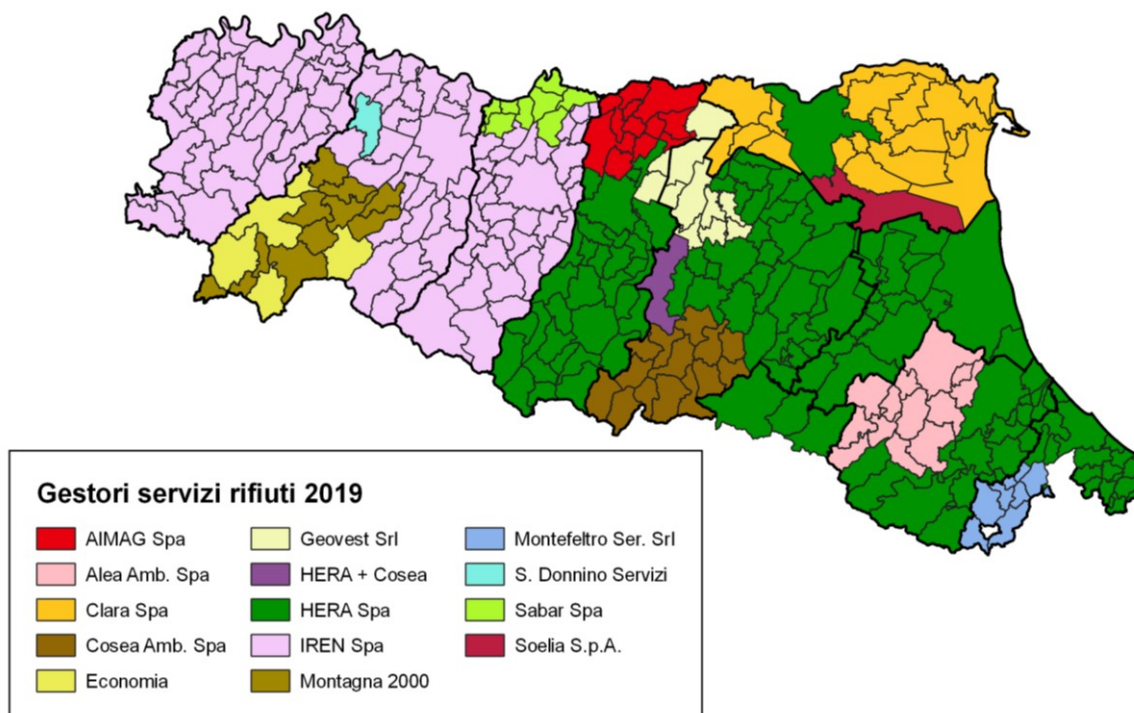 Gestori servizi rifiuti 2019
AIMAG Spa
Alea Amb. Spa
Clara Spa
Cosea Amb. Spa
Economia
Geovest Srl
HERA + Cosea
HERA Spa
IREN Spa
Montagna 2000
Montefeltro Ser. Srl
S. Donnino Servizi
Sabar Spa
Soelia S.p.A.